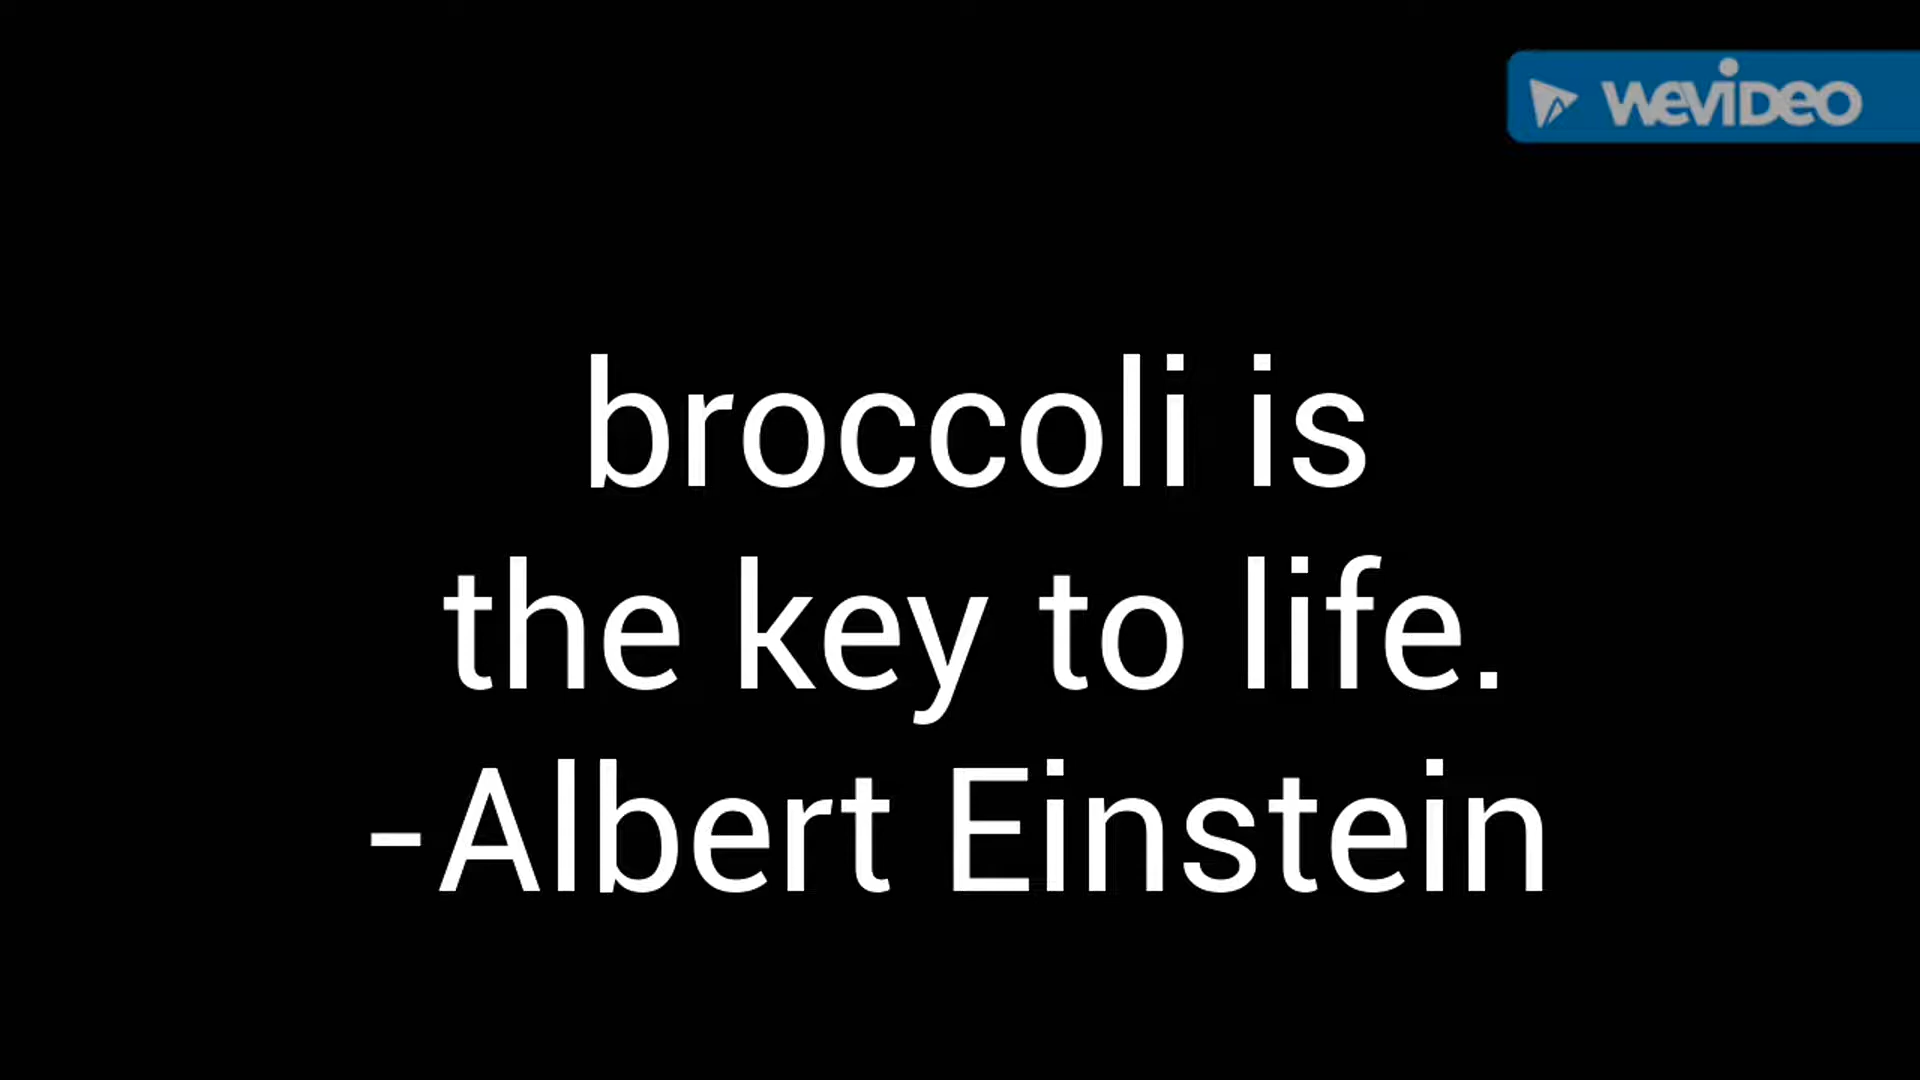 wevideo
broccoli is
the key to life.
-Albert Einstein